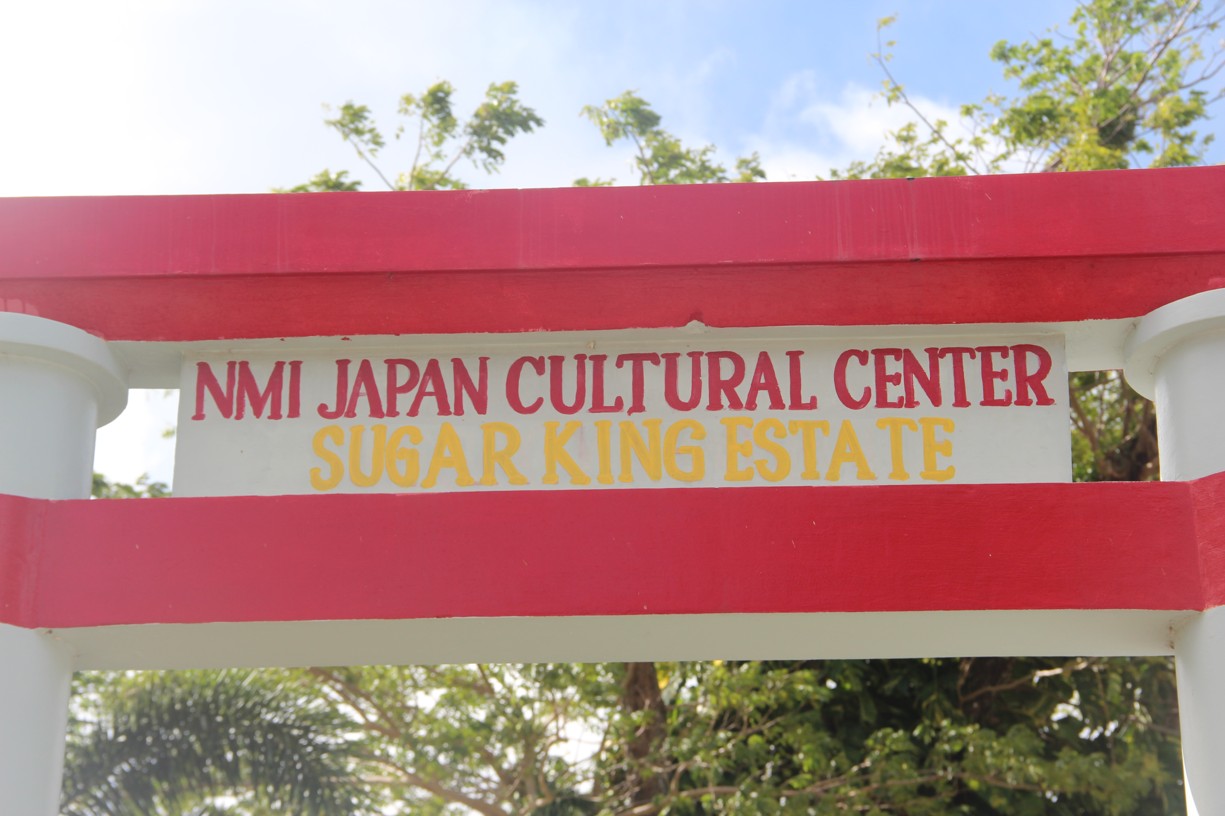 NMI JAPAN CULTURAL CENTER
SUGAR KING ESTATE